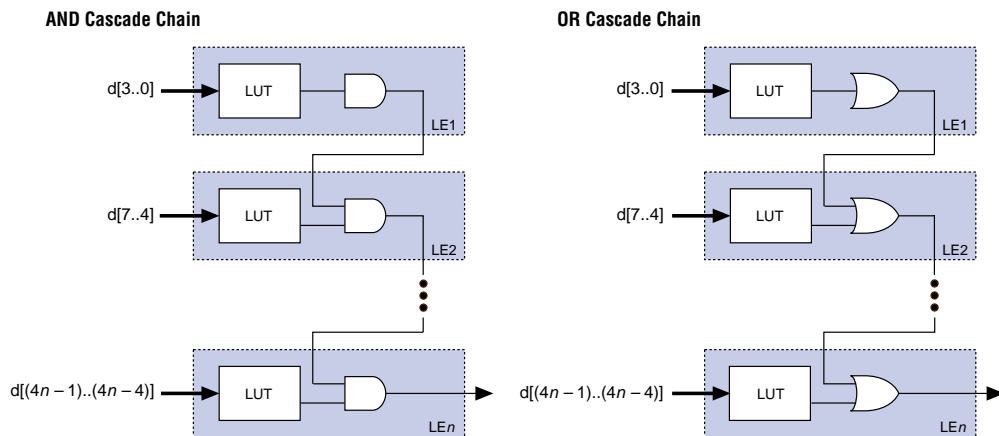 AND Cascade Chain
d[3..0]
LUT
LE1
d[7..4]
LUT
LE2
d[(4n – 1)..(4n – 4)]
LUT
LEn
OR Cascade Chain
d[3..0]
LUT
LE1
d[7..4]
LUT
LE2
d[(4n – 1)..(4n – 4)]
LUT
LEn